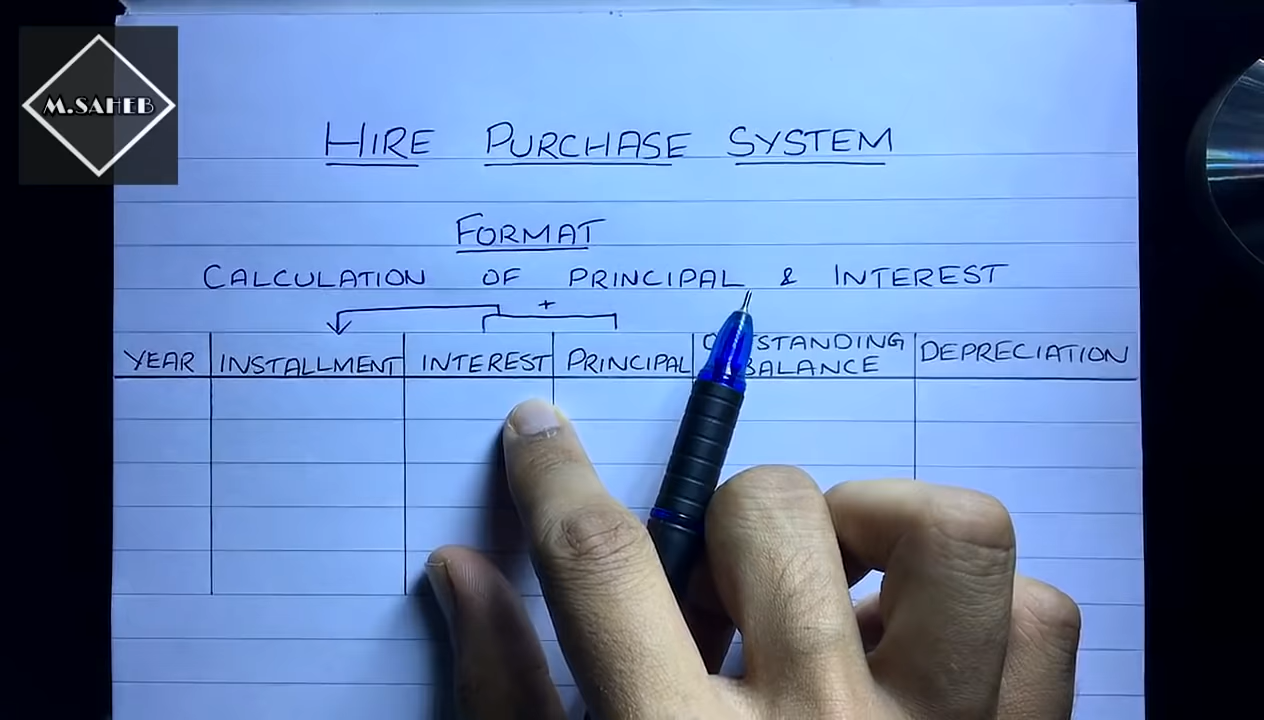 M.SAHEB
HIRE PURCHASE SYSTEM
FORMAT
CALCULATION OF PRINCIPAL & INTEREST
+
YEAR INSTALLMENT INTEREST PRINCIPAL BALANCE DEPRECIATION